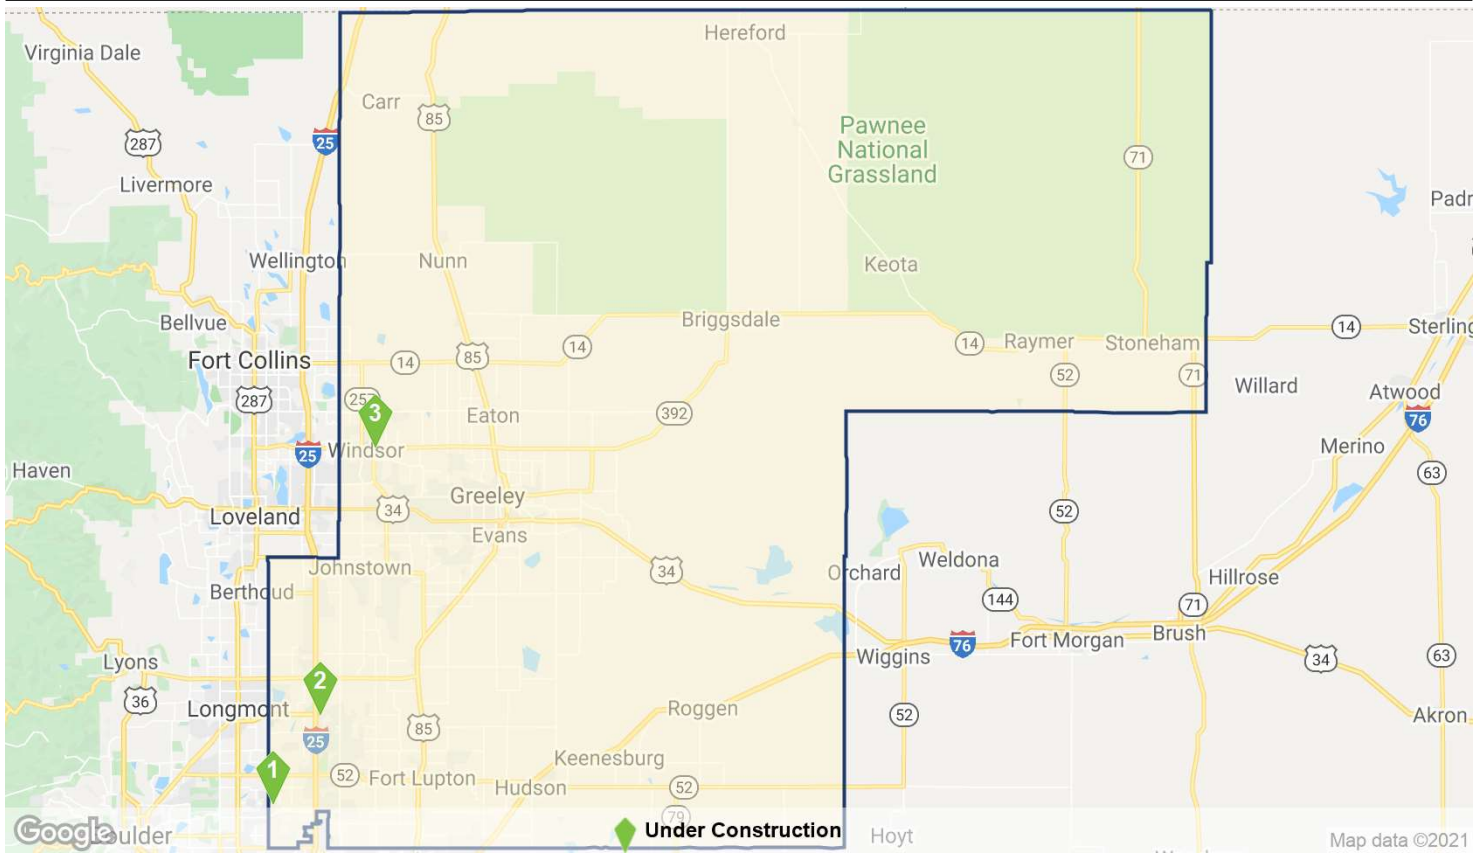 Hereford
Virginia Dale
Carr
85
Pawnee
National
Grassland
287
25
71
Livermore
Padr
Wellington
Nunn
Keota
Bellvue
Briggsdale
14
Sterling
Fort Collins
14
85
14
14
Raymer
Stoneham
52
71
Willard
Atwood
287
257
3
Eaton
392
76
25
Windsor
Merino
Haven
63
Greeley
Loveland
34
52
Evans
Johnstown
34
Orchard
Weldona
Hillrose
Berthoud
144
71
Lyons
76
Fort Morgan
Brush
Wiggins
34
63
36
2
Longmont
Roggen
52
Akron
85
25
Keenesburg
1
52
Fort Lupton
Hudson
52
79
Google
oulder
Under Construction
Hoyt
Map data ©2021